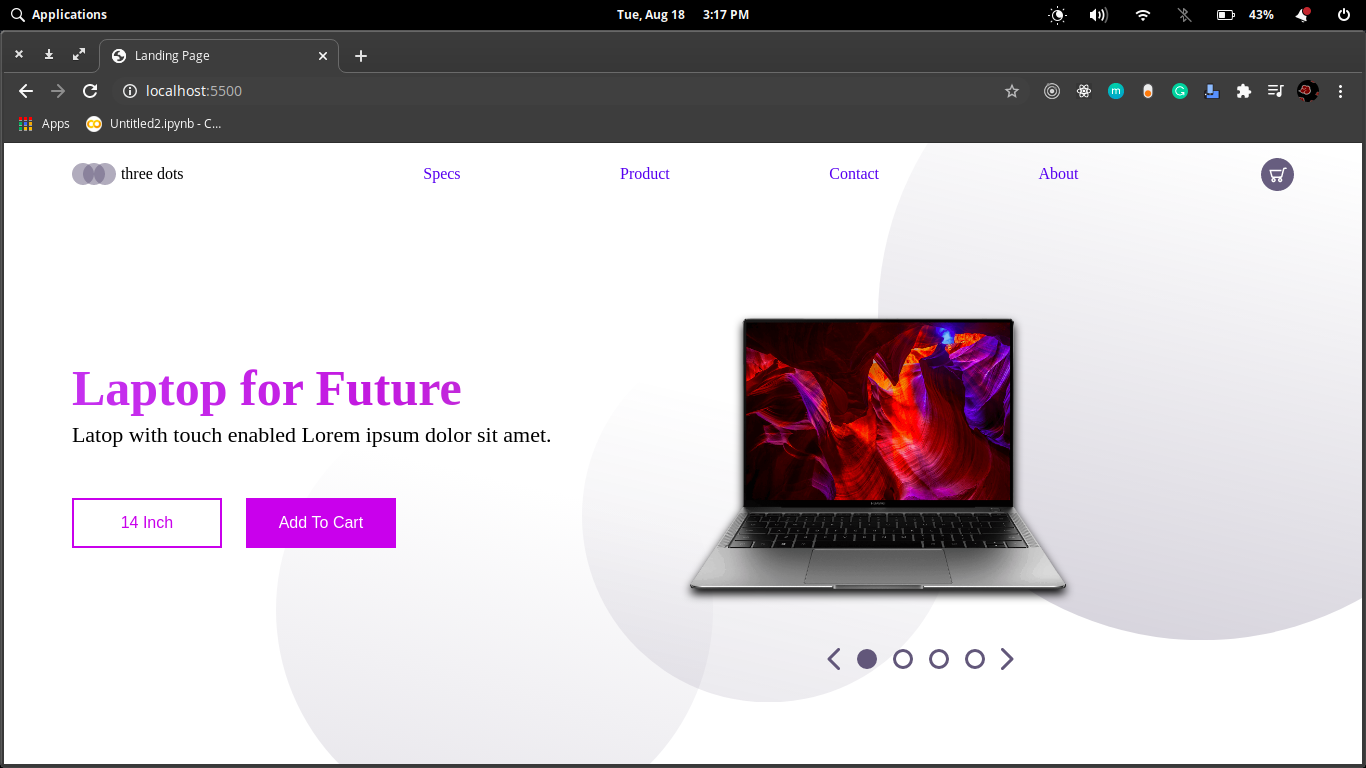 Applications
Tue, Aug 18 3:17 PM
43%
Landing Page
localhost:5500
Apps
Untitled2.ipynb - C...
three dots
Specs
Product
Contact
About
Laptop for Future
Latop with touch enabled Lorem ipsum dolor sit amet.
14 Inch
Add To Cart